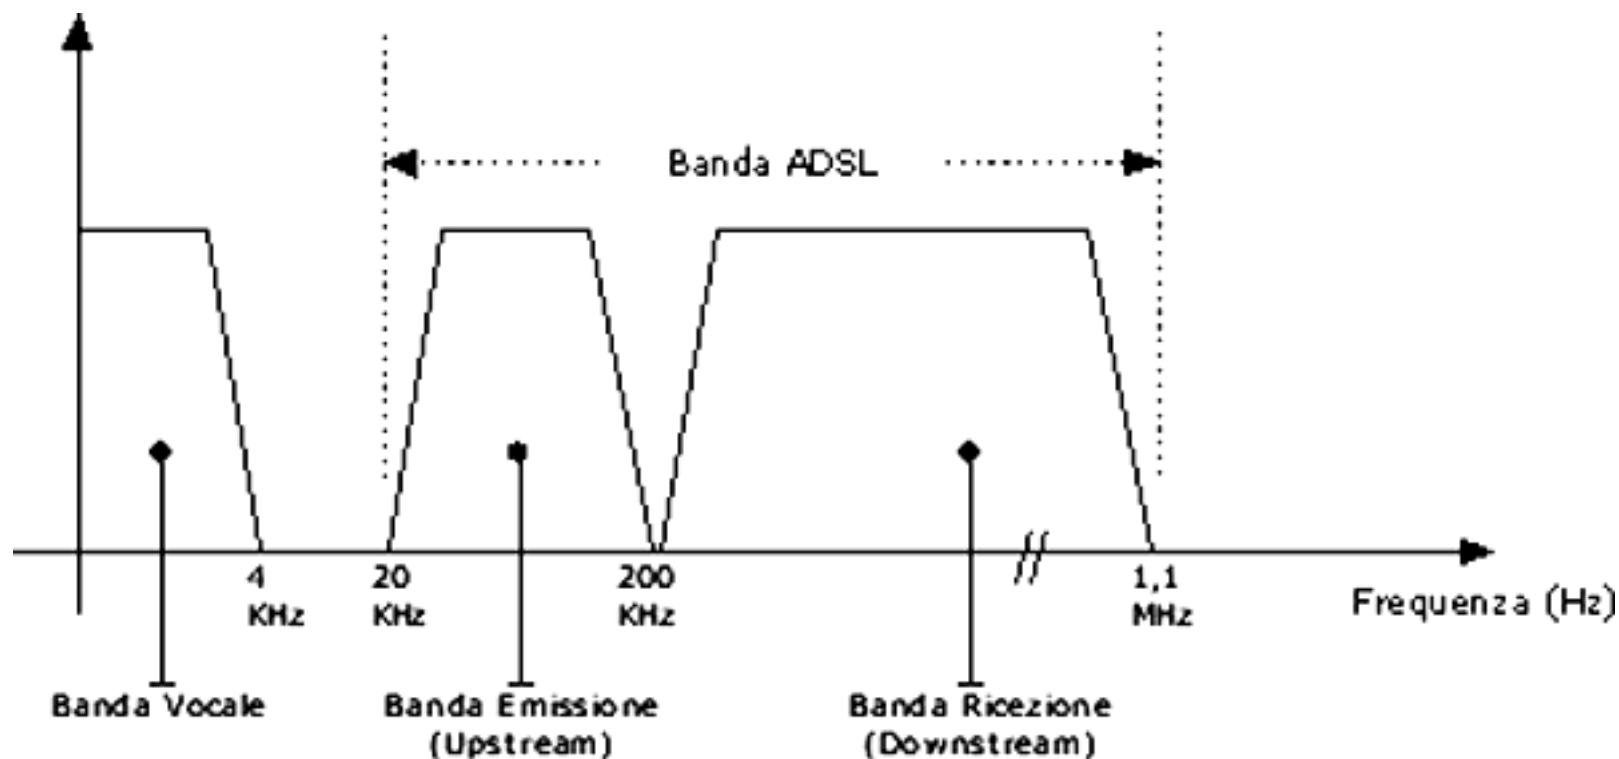 Banda ADSL
4 KHz
20 KHz
200 KHz
1,1 MHz
Frequenza (Hz)
Banda Vocale
Banda Emissione
(Upstream)
Banda Ricezione
(Downstream)